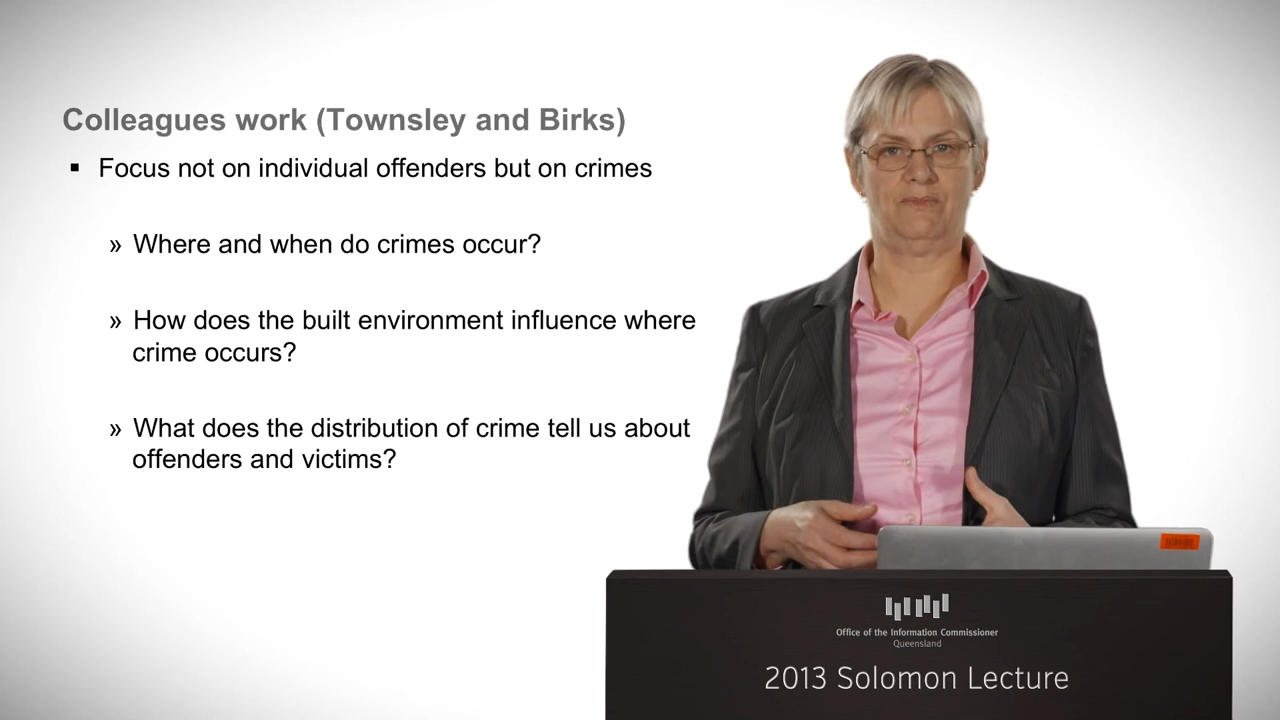 Colleagues work (Townsley and Birks)
▪ Focus not on individual offenders but on crimes
» Where and when do crimes occur?
» How does the built environment influence where
crime occurs?
» What does the distribution of crime tell us about
offenders and victims?
Office of the Information Commissioner
Queensland
2013 Solomon Lecture